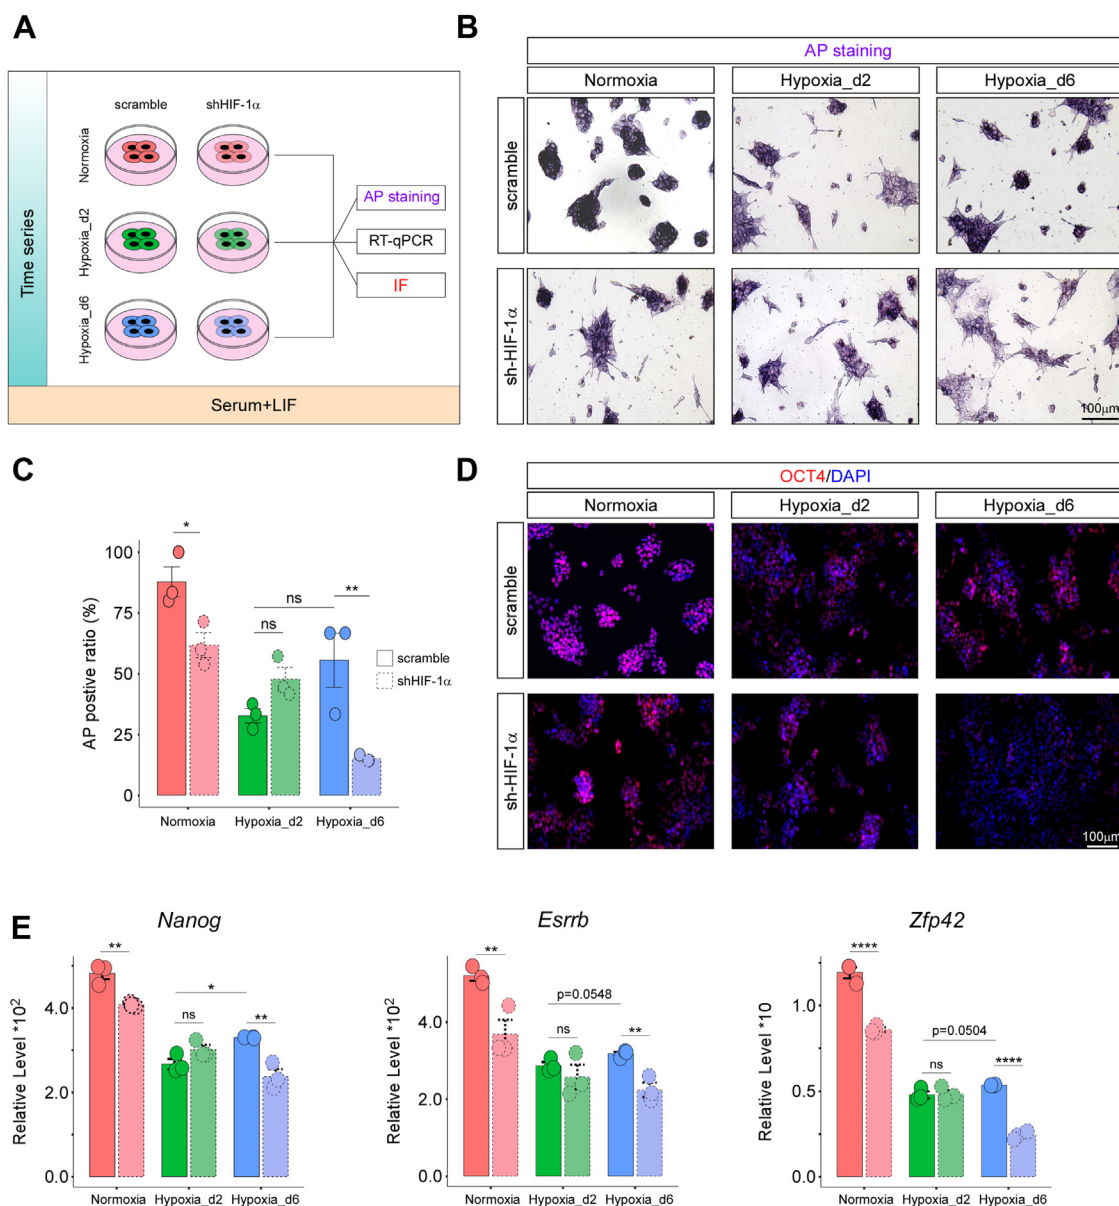 A
scramble
shHIF-1α
Time series
Normoxia
Hypoxia_d2
Hypoxia_d6
AP staining
RT-qPCR
IF
Serum+LIF
B
AP staining
Normoxia
Hypoxia_d2
Hypoxia_d6
scramble
sh-HIF-1α
100μm
C
AP postive ratio (%)
100
75
50
25
0
*
ns
ns
**
scramble
shHIF-1α
Normoxia
Hypoxia_d2
Hypoxia_d6
D
OCT4/DAPI
Normoxia
Hypoxia_d2
Hypoxia_d6
scramble
sh-HIF-1α
100μm
E
Nanog
Relative Level *10²
4.0
2.0
0.0
**
*
ns
**
Normoxia
Hypoxia_d2
Hypoxia_d6
Esrrb
Relative Level *10²
4.0
2.0
0.0
**
p=0.0548
ns
**
Normoxia
Hypoxia_d2
Hypoxia_d6
Zfp42
Relative Level *10
1.0
0.5
0.0
****
p=0.0504
ns
****
Normoxia
Hypoxia_d2
Hypoxia_d6